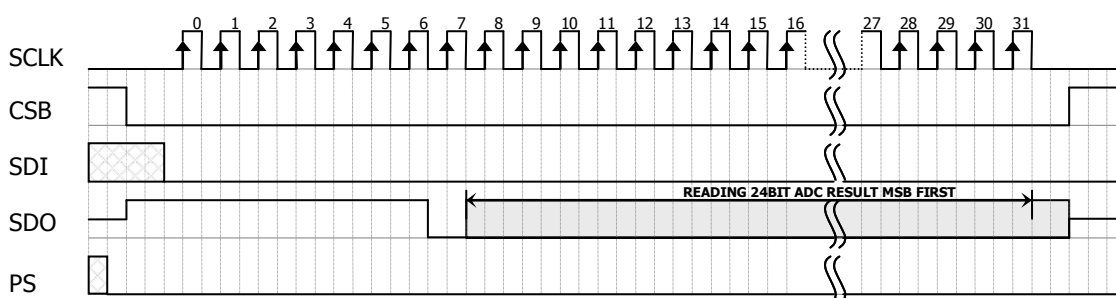 0 1 2 3 4 5 6 7 8 9 10 11 12 13 14 15 16 27 28 29 30 31
SCLK
CSB
SDI
READING 24BIT ADC RESULT MSB FIRST
SDO
PS